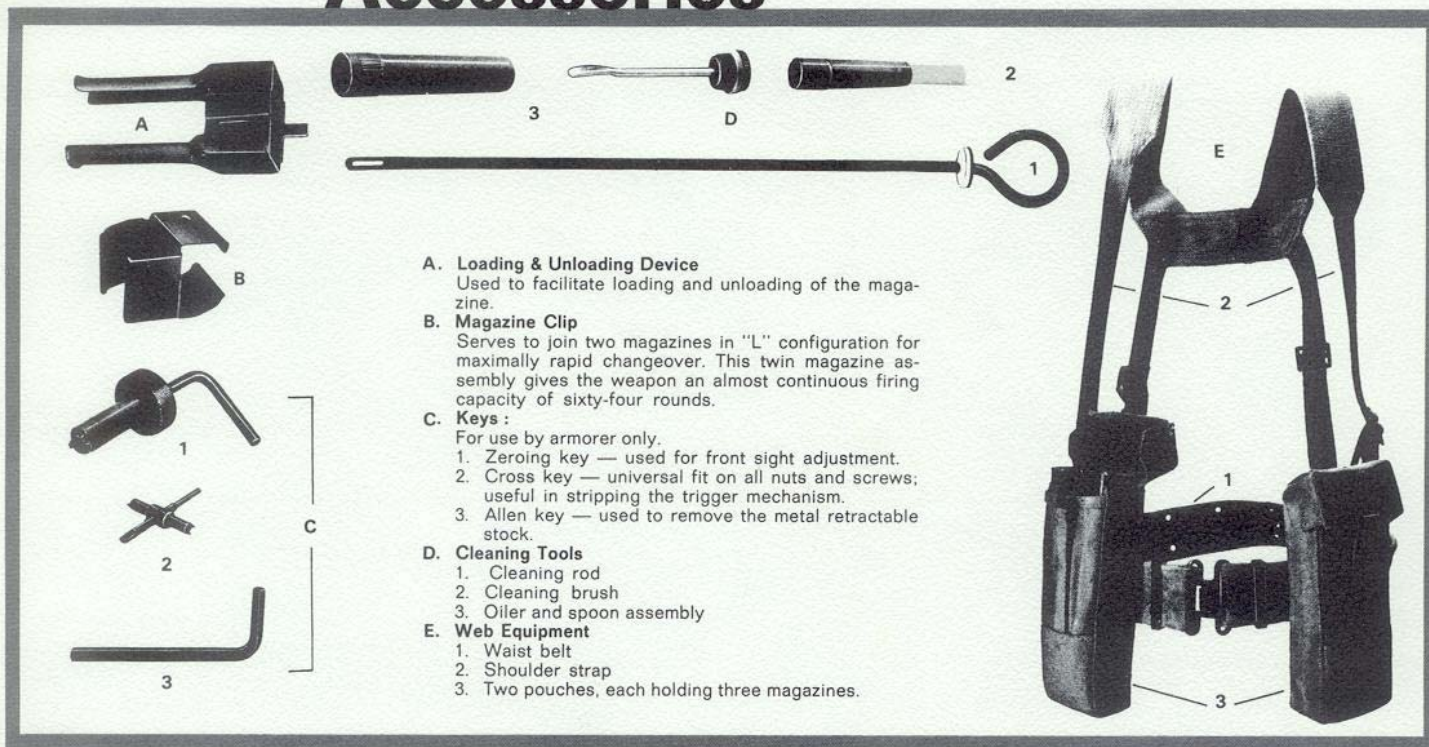 Accessories
A
3
D
2
1
E
B
2
1
C
2
3
1
3
A. Loading & Unloading Device
Used to facilitate loading and unloading of the maga-
zine.
B. Magazine Clip
Serves to join two magazines in "L" configuration for
maximally rapid changeover. This twin magazine as-
sembly gives the weapon an almost continuous firing
capacity of sixty-four rounds.
C. Keys :
For use by armorer only.
1. Zeroing key — used for front sight adjustment.
2. Cross key — universal fit on all nuts and screws;
useful in stripping the trigger mechanism.
3. Allen key — used to remove the metal retractable
stock.
D. Cleaning Tools
1. Cleaning rod
2. Cleaning brush
3. Oiler and spoon assembly
E. Web Equipment
1. Waist belt
2. Shoulder strap
3. Two pouches, each holding three magazines.